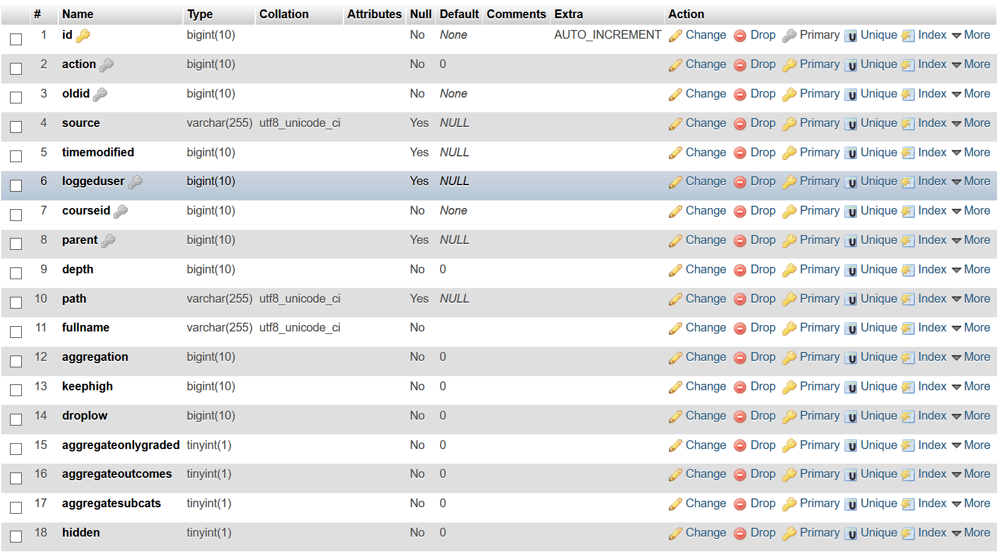 # Name Type Collation Attributes Null Default Comments Extra Action
1 id bigint(10) No None AUTO_INCREMENT Change Drop Primary Unique Index More
2 action bigint(10) No 0 Change Drop Primary Unique Index More
3 oldid bigint(10) No None Change Drop Primary Unique Index More
4 source varchar(255) utf8_unicode_ci Yes NULL Change Drop Primary Unique Index More
5 timemodified bigint(10) Yes NULL Change Drop Primary Unique Index More
6 loggeduser bigint(10) Yes NULL Change Drop Primary Unique Index More
7 courseid bigint(10) No None Change Drop Primary Unique Index More
8 parent bigint(10) Yes NULL Change Drop Primary Unique Index More
9 depth bigint(10) No 0 Change Drop Primary Unique Index More
10 path varchar(255) utf8_unicode_ci Yes NULL Change Drop Primary Unique Index More
11 fullname varchar(255) utf8_unicode_ci No Change Drop Primary Unique Index More
12 aggregation bigint(10) No 0 Change Drop Primary Unique Index More
13 keephigh bigint(10) No 0 Change Drop Primary Unique Index More
14 droplow bigint(10) No 0 Change Drop Primary Unique Index More
15 aggregateonlygraded tinyint(1) No 0 Change Drop Primary Unique Index More
16 aggregateoutcomes tinyint(1) No 0 Change Drop Primary Unique Index More
17 aggregatesubcats tinyint(1) No 0 Change Drop Primary Unique Index More
18 hidden tinyint(1) No 0 Change Drop Primary Unique Index More